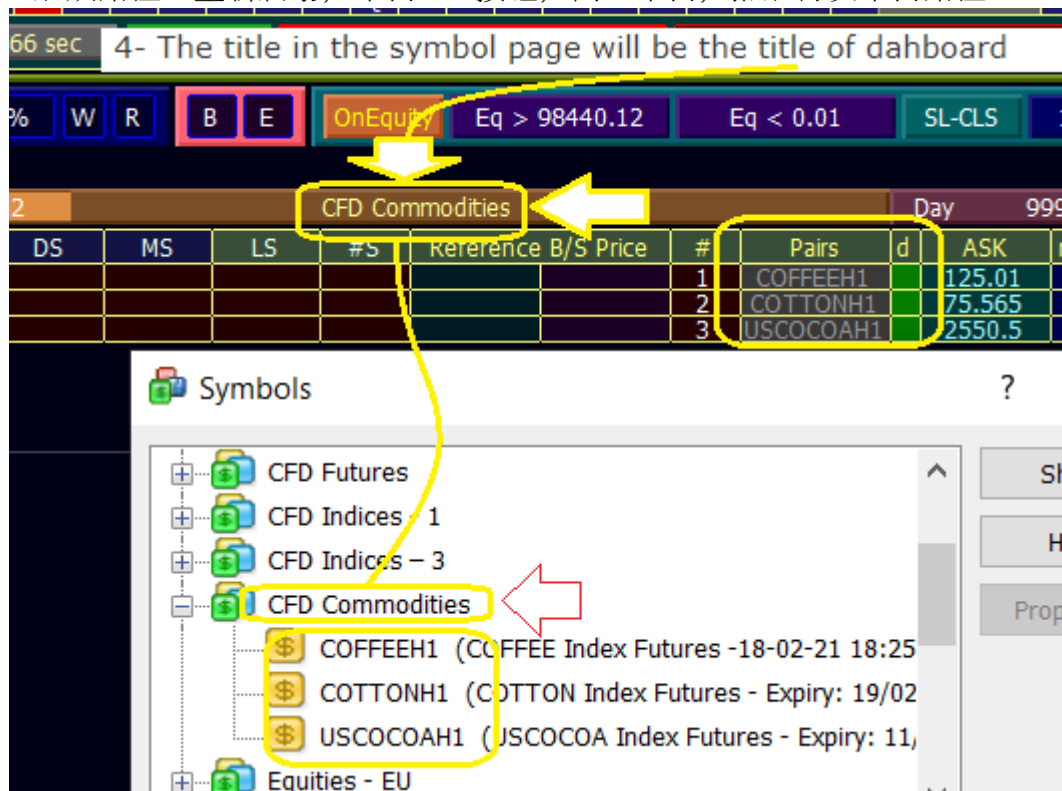 66 sec 4- The title in the symbol page will be the title of dahboard
% W R B E OnEquity Eq > 98440.12 Eq < 0.01 SL-CLS
2 CFD Commodities Day 999
DS MS LS #S Reference B/S Price # Pairs d ASK
1 COFFEEH1 125.01
2 COTTONH1 75.565
3 USCOCOAH1 2550.5
Symbols ?
CFD Futures
CFD Indices - 1
CFD Indices – 3
CFD Commodities
COFFEEH1 (COFFEE Index Futures -18-02-21 18:25
COTTONH1 (COTTON Index Futures - Expiry: 19/02
USCOCOAH1 (USCOCOA Index Futures - Expiry: 11/
Equities - EU
Sh
H
Prop